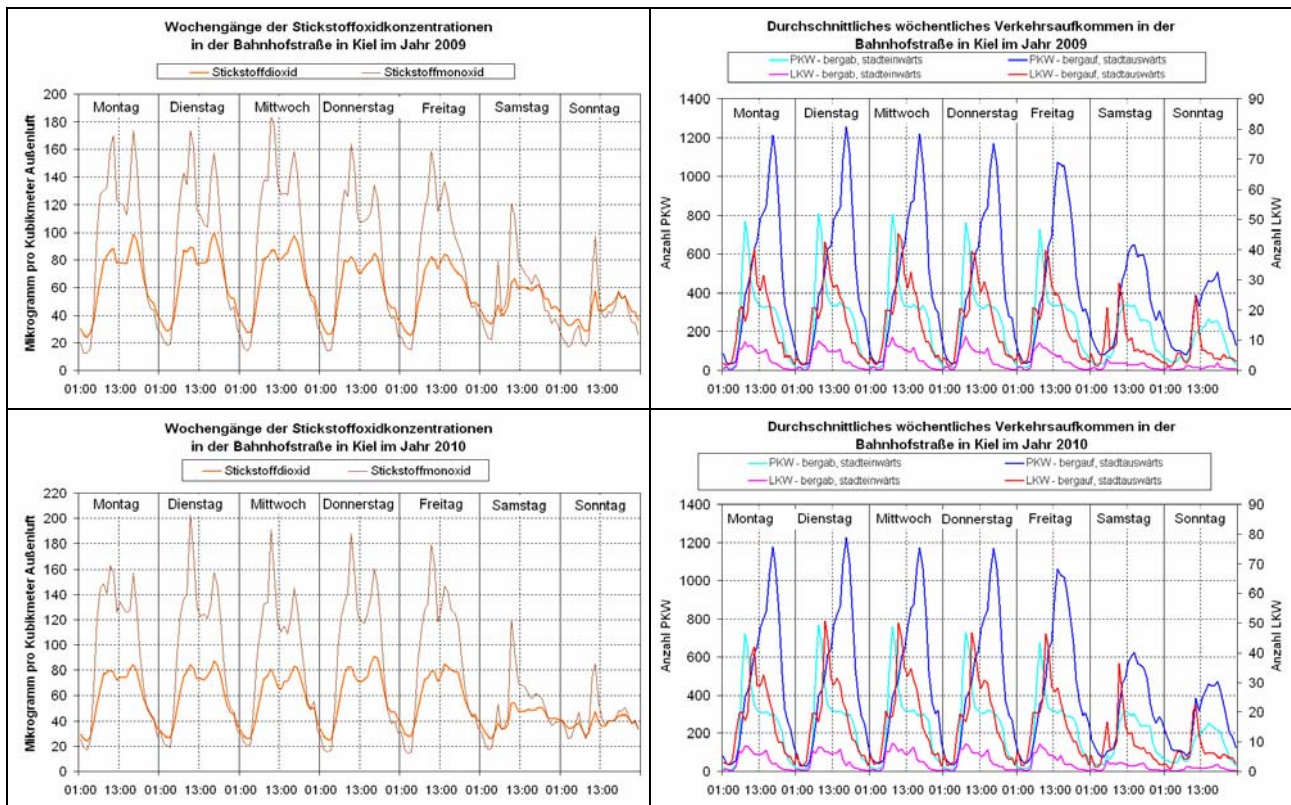 Wochengänge der Stickstoffoxidkonzentrationen
in der Bahnhofstraße in Kiel im Jahr 2009
Stickstoffdioxid Stickstoffmonoxid
Mikrogramm pro Kubikmeter Außenluft
200
180
160
140
120
100
80
60
40
20
0
Montag Dienstag Mittwoch Donnerstag Freitag Samstag Sonntag
01:00 13:00 01:00 13:00 01:00 13:00 01:00 13:00 01:00 13:00 01:00 13:00 01:00 13:00
Durchschnittliches wöchentliches Verkehrsaufkommen in der
Bahnhofstraße in Kiel im Jahr 2009
PKW - bergab, stadteinwärts PKW - bergauf, stadtauswärts
LKW - bergab, stadteinwärts LKW - bergauf, stadtauswärts
Anzahl PKW
1400
1200
1000
800
600
400
200
0
Montag Dienstag Mittwoch Donnerstag Freitag Samstag Sonntag
90
80
70
60
50
40
30
20
10
0
Anzahl LKW
01:00 13:00 01:00 13:00 01:00 13:00 01:00 13:00 01:00 13:00 01:00 13:00 01:00 13:00
Wochengänge der Stickstoffoxidkonzentrationen
in der Bahnhofstraße in Kiel im Jahr 2010
Stickstoffdioxid Stickstoffmonoxid
Mikrogramm pro Kubikmeter Außenluft
220
200
180
160
140
120
100
80
60
40
20
0
Montag Dienstag Mittwoch Donnerstag Freitag Samstag Sonntag
01:00 13:00 01:00 13:00 01:00 13:00 01:00 13:00 01:00 13:00 01:00 13:00 01:00 13:00
Durchschnittliches wöchentliches Verkehrsaufkommen in der
Bahnhofstraße in Kiel im Jahr 2010
PKW - bergab, stadteinwärts PKW - bergauf, stadtauswärts
LKW - bergab, stadteinwärts LKW - bergauf, stadtauswärts
Anzahl PKW
1400
1200
1000
800
600
400
200
0
Montag Dienstag Mittwoch Donnerstag Freitag Samstag Sonntag
90
80
70
60
50
40
30
20
10
0
Anzahl LKW
01:00 13:00 01:00 13:00 01:00 13:00 01:00 13:00 01:00 13:00 01:00 13:00 01:00 13:00